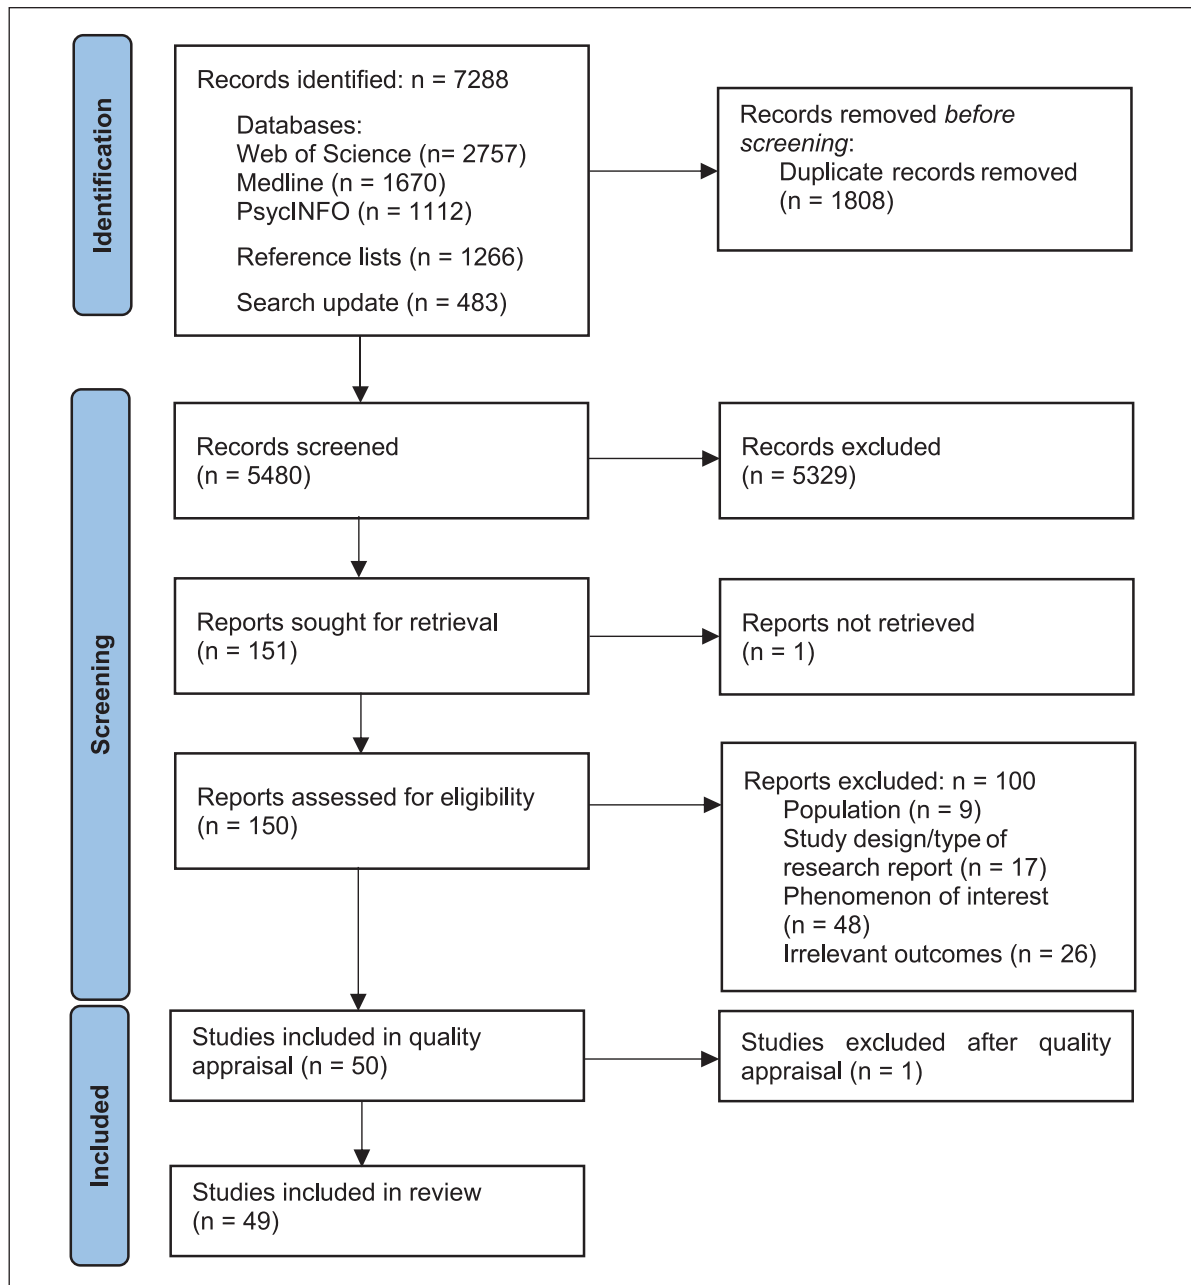 Identification
Records identified: n = 7288
Databases:
Web of Science (n= 2757)
Medline (n = 1670)
PsycINFO (n = 1112)
Reference lists (n = 1266)
Search update (n = 483)
Records removed before
screening:
Duplicate records removed
(n = 1808)
Screening
Records screened
(n = 5480)
Records excluded
(n = 5329)
Reports sought for retrieval
(n = 151)
Reports not retrieved
(n = 1)
Reports assessed for eligibility
(n = 150)
Reports excluded: n = 100
Population (n = 9)
Study design/type of
research report (n = 17)
Phenomenon of interest
(n = 48)
Irrelevant outcomes (n = 26)
Included
Studies included in quality
appraisal (n = 50)
Studies excluded after quality
appraisal (n = 1)
Studies included in review
(n = 49)